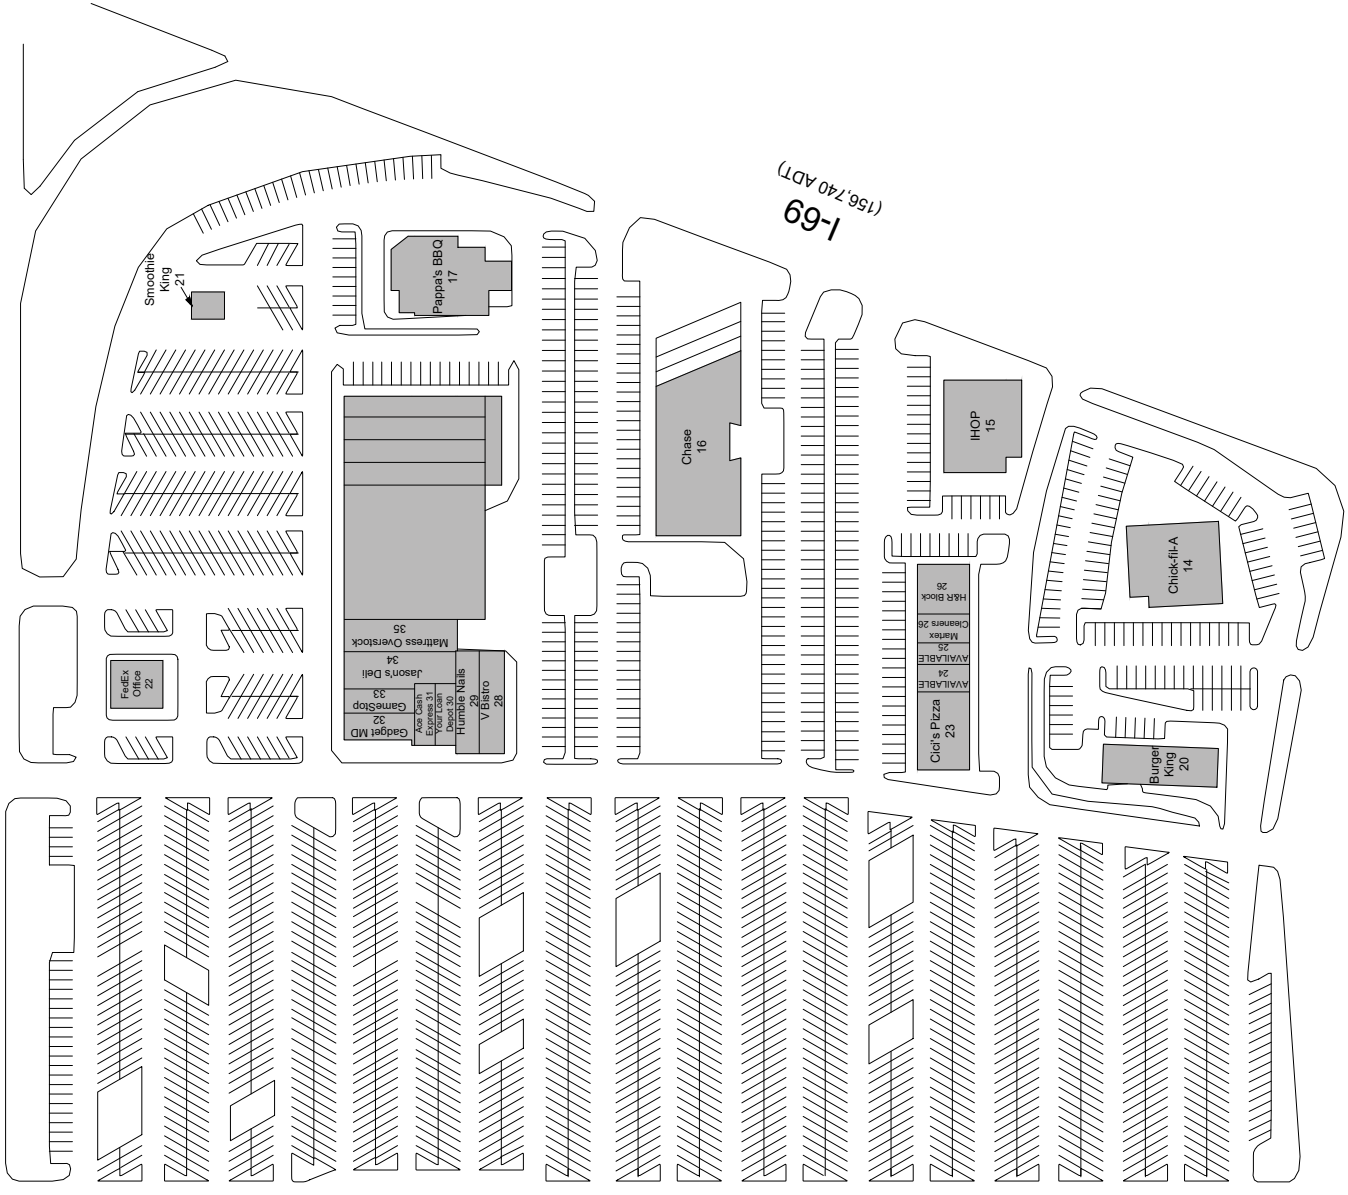 I-69
(156,740 ADT)
Smoothie
King
21
Pappa's BBQ
17
Chase
16
IHOP
15
Chick-fil-A
14
FedEx
Office
22
Mattress Overstock
35
Jason's Deli
34
GameStop
33
Gadget MD
32
Ace Cash
Express 31
Your Loan
Depot 30
Humble Nails
29
V Bistro
28
H&R Block
26
Martex
Cleaners 26
AVAILABLE
25
AVAILABLE
24
Cici's Pizza
23
Burger
King
20